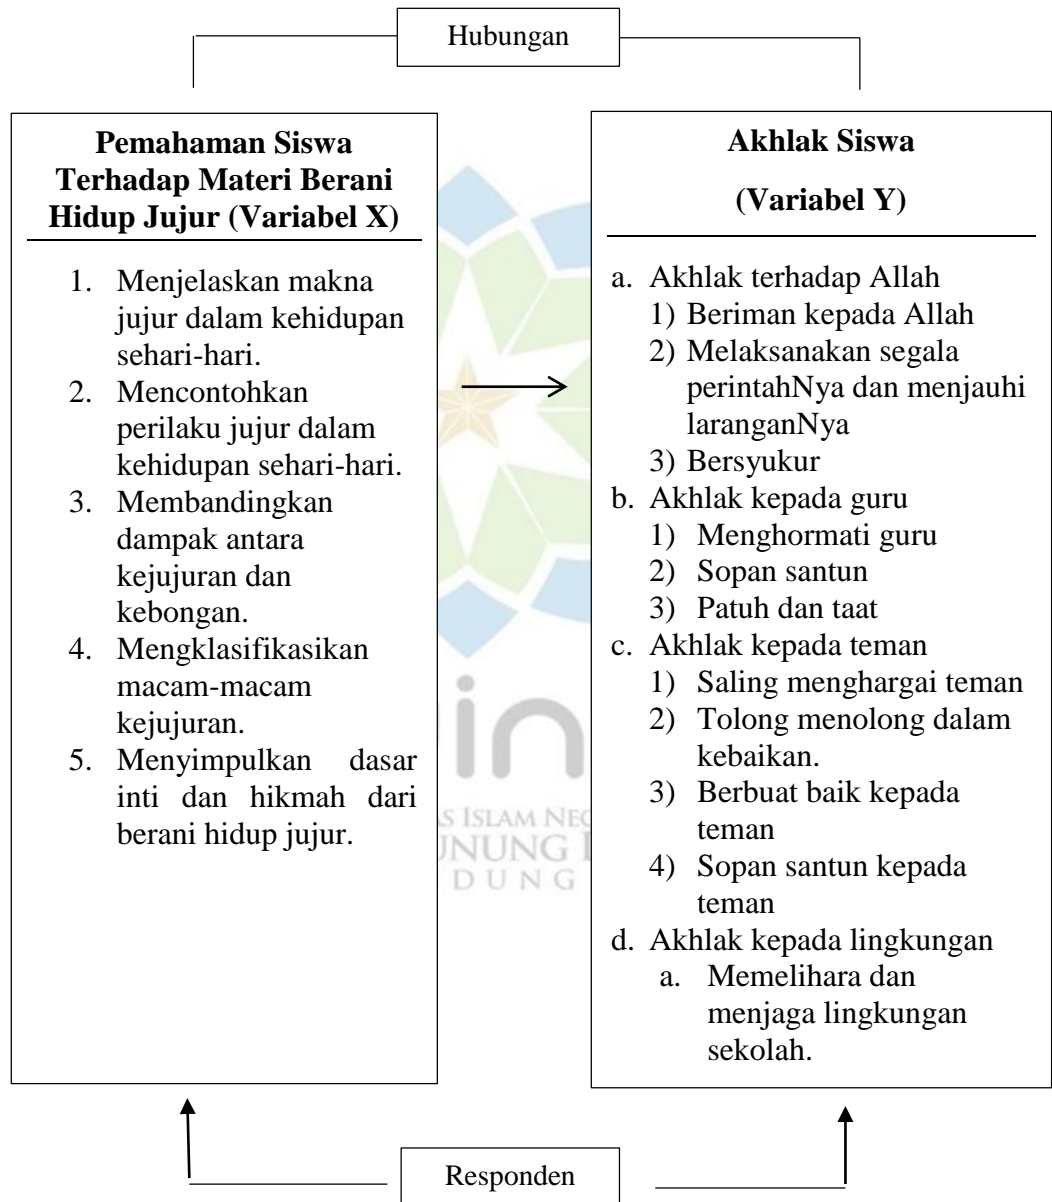 Hubungan
Pemahaman Siswa
Terhadap Materi Berani
Hidup Jujur (Variabel X)
1. Menjelaskan makna
jujur dalam kehidupan
sehari-hari.
2. Mencontohkan
perilaku jujur dalam
kehidupan sehari-hari.
3. Membandingkan
dampak antara
kejujuran dan
kebongan.
4. Mengklasifikasikan
macam-macam
kejujuran.
5. Menyimpulkan dasar
inti dan hikmah dari
berani hidup jujur.
Akhlak Siswa
(Variabel Y)
a. Akhlak terhadap Allah
1) Beriman kepada Allah
2) Melaksanakan segala
perintahNya dan menjauhi
laranganNya
3) Bersyukur
b. Akhlak kepada guru
1) Menghormati guru
2) Sopan santun
3) Patuh dan taat
c. Akhlak kepada teman
1) Saling menghargai teman
2) Tolong menolong dalam
kebaikan.
3) Berbuat baik kepada
teman
4) Sopan santun kepada
teman
d. Akhlak kepada lingkungan
a. Memelihara dan
menjaga lingkungan
sekolah.
in
S ISLAM NEG
UNUNG
DUNG
Responden